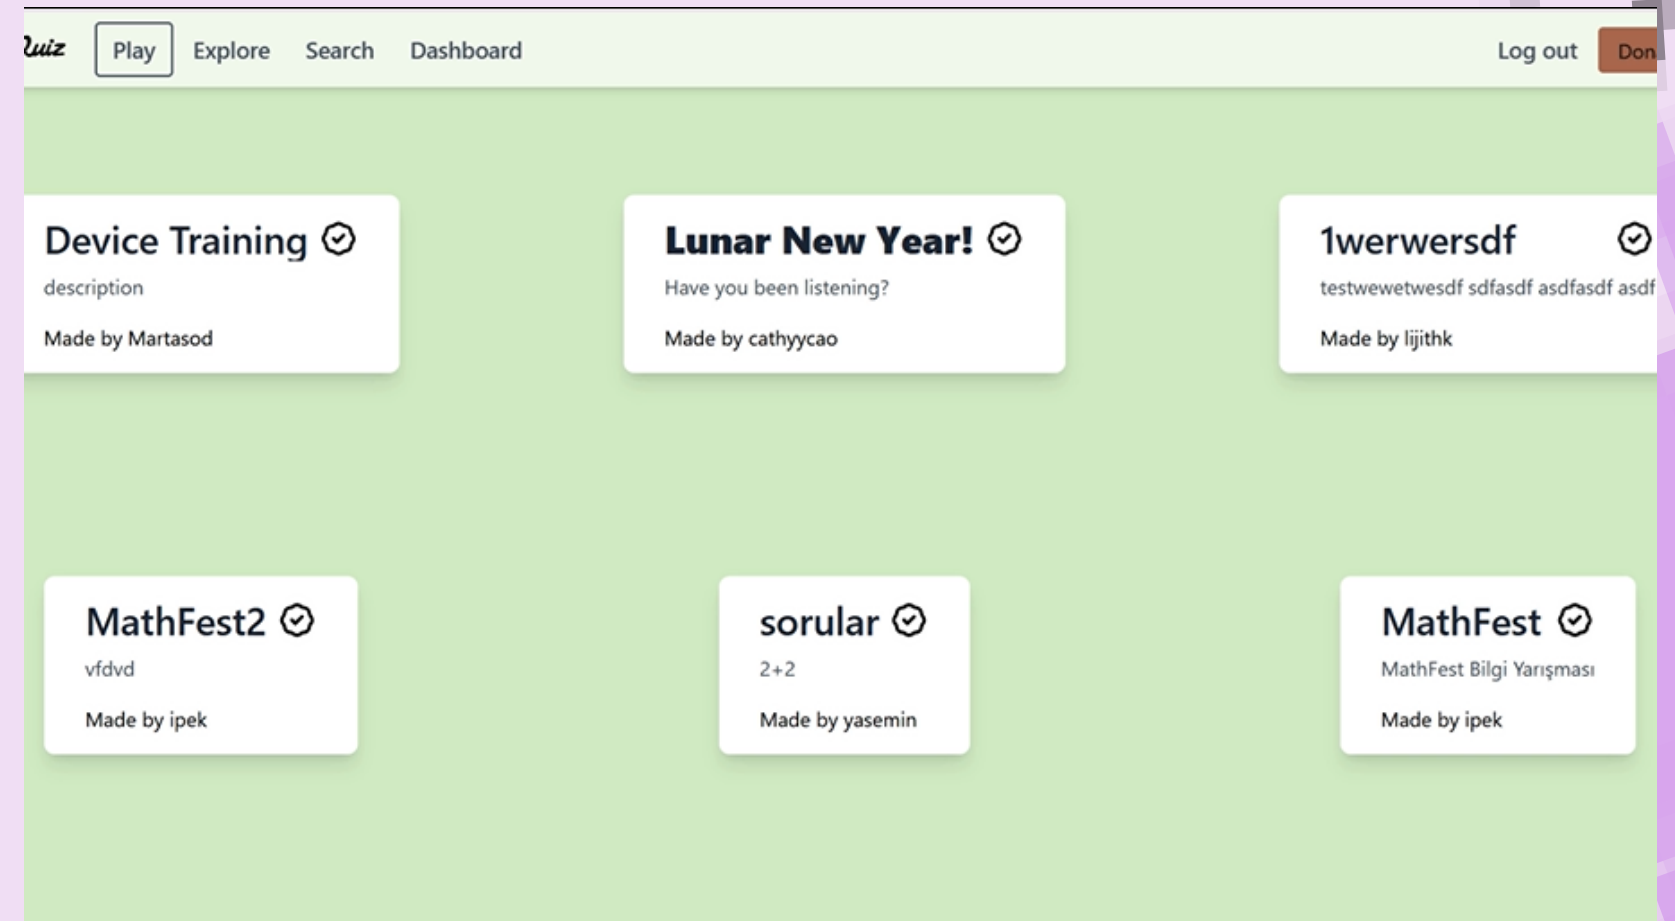 Quiz Play Explore Search Dashboard Log out
Device Training Lunar New Year! 1werwersdf
description Have you been listening? testwewetwesdf sdfasdf asdfasdf asdf
Made by Martasod Made by cathyycao Made by lijithk
MathFest2 sorular MathFest
vfdvd 2+2 MathFest Bilgi Yarışması
Made by ipek Made by yasemin Made by ipek